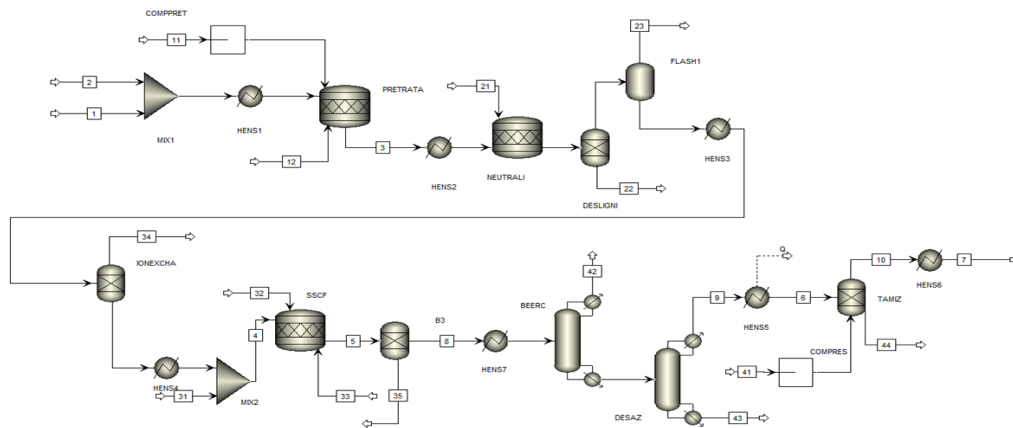 COMPPRET
11
23
FLASH1
2
1
MIX1
HENS1
PRETRATA
12
3
HENS2
21
NEUTRALI
DESLIGNI
22
HENS3
34
IONEXCHA
HENS4
31
MIX2
4
32
SSCF
33
5
35
B3
8
HENS7
BEERC
42
DESAZ
43
9
Q
HENS5
6
41
COMPRES
TAMIZ
44
10
HENS6
7